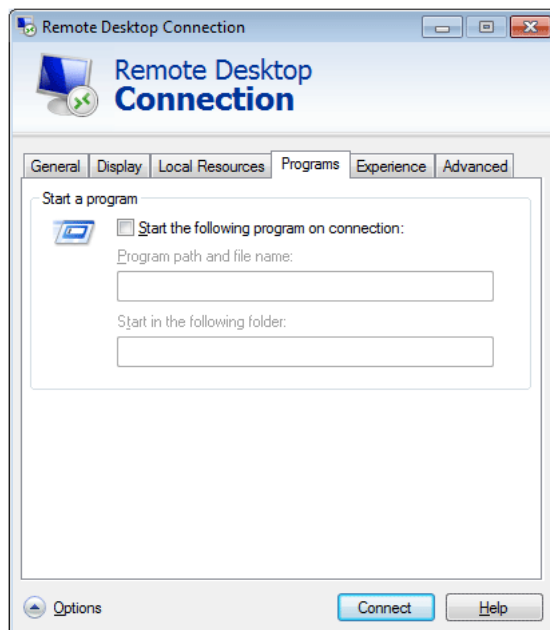 Remote Desktop Connection
Remote Desktop
Connection
General Display Local Resources Programs Experience Advanced
Start a program
Start the following program on connection:
Program path and file name:
Start in the following folder:
Options Connect Help